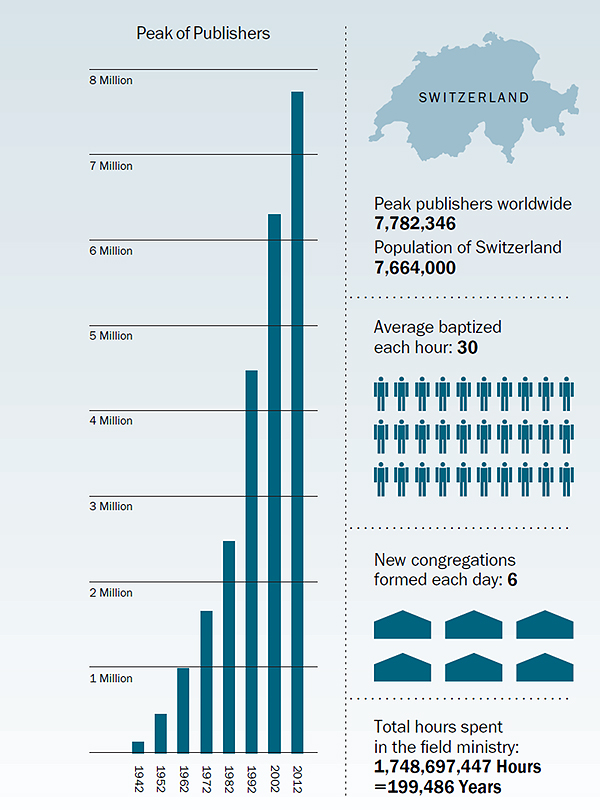 Peak of Publishers
8 Million
7 Million
6 Million
5 Million
4 Million
3 Million
2 Million
1 Million
1942
1952
1962
1972
1982
1992
2002
2012
SWITZERLAND
Peak publishers worldwide
7,782,346
Population of Switzerland
7,664,000
Average baptized
each hour: 30
New congregations
formed each day: 6
Total hours spent
in the field ministry:
1,748,697,447 Hours
=199,486 Years